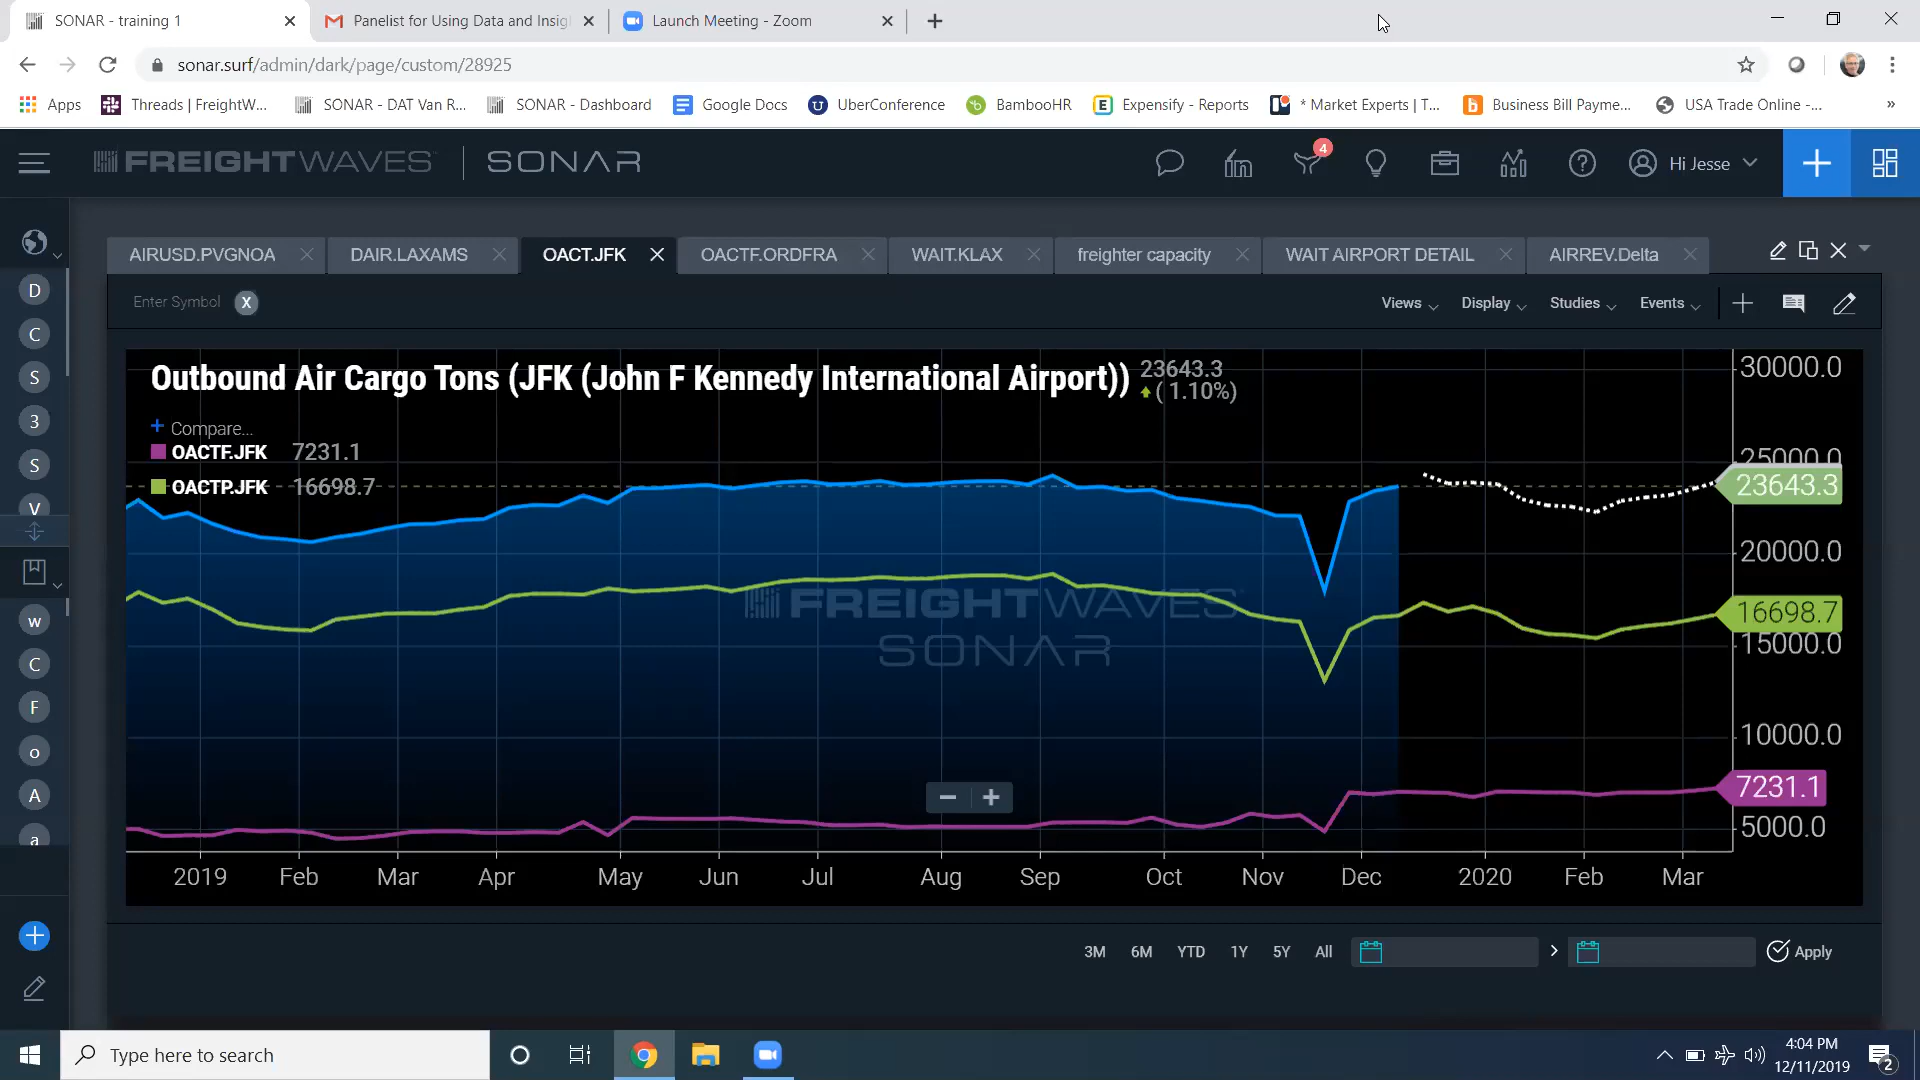 SONAR - training 1
Panelist for Using Data and Insig
Launch Meeting - Zoom
sonar.surf/admin/dark/page/custom/28925
Apps
Threads | FreightW...
SONAR - DAT Van R...
SONAR - Dashboard
Google Docs
UberConference
BambooHR
Expensify - Reports
* Market Experts | T...
Business Bill Payme...
USA Trade Online -...
»
FREIGHTWAVES SONAR
4
Hi Jesse
AIRUSD.PVGNOA
DAIR.LAXAMS
OACT.JFK
OACTF.ORDFRA
WAIT.KLAX
freighter capacity
WAIT AIRPORT DETAIL
AIRREV.Delta
Enter Symbol X
Views
Display
Studies
Events
D
C
S
3
S
V
w
C
F
o
A
a
Outbound Air Cargo Tons (JFK (John F Kennedy International Airport))
23643.3
( 1.10%)
+ Compare...
OACTF.JFK 7231.1
OACTP.JFK 16698.7
30000.0
25000.0
23643.3
20000.0
16698.7
15000.0
10000.0
7231.1
5000.0
FREIGHTWAVES
SONAR
2019 Feb Mar Apr May Jun Jul Aug Sep Oct Nov Dec 2020 Feb Mar
3M 6M YTD 1Y 5Y All
Apply
Type here to search
4:04 PM
12/11/2019
2